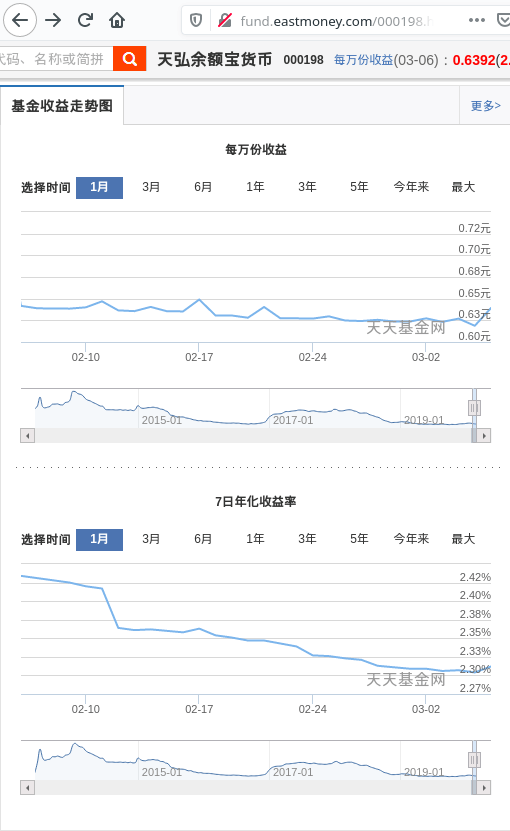 fund.eastmoney.com/000198.h
代码、名称或简拼
天弘余额宝货币 000198 每万份收益(03-06)：0.6392(2.
基金收益走势图 更多>
每万份收益
选择时间 1月 3月 6月 1年 3年 5年 今年来 最大
0.72元
0.70元
0.68元
0.65元
0.63元
天天基金网
0.60元
02-10 02-17 02-24 03-02
2015-01 2017-01 2019-01
7日年化收益率
选择时间 1月 3月 6月 1年 3年 5年 今年来 最大
2.42%
2.40%
2.38%
2.35%
2.33%
2.30%
天天基金网
2.27%
02-10 02-17 02-24 03-02
2015-01 2017-01 2019-01